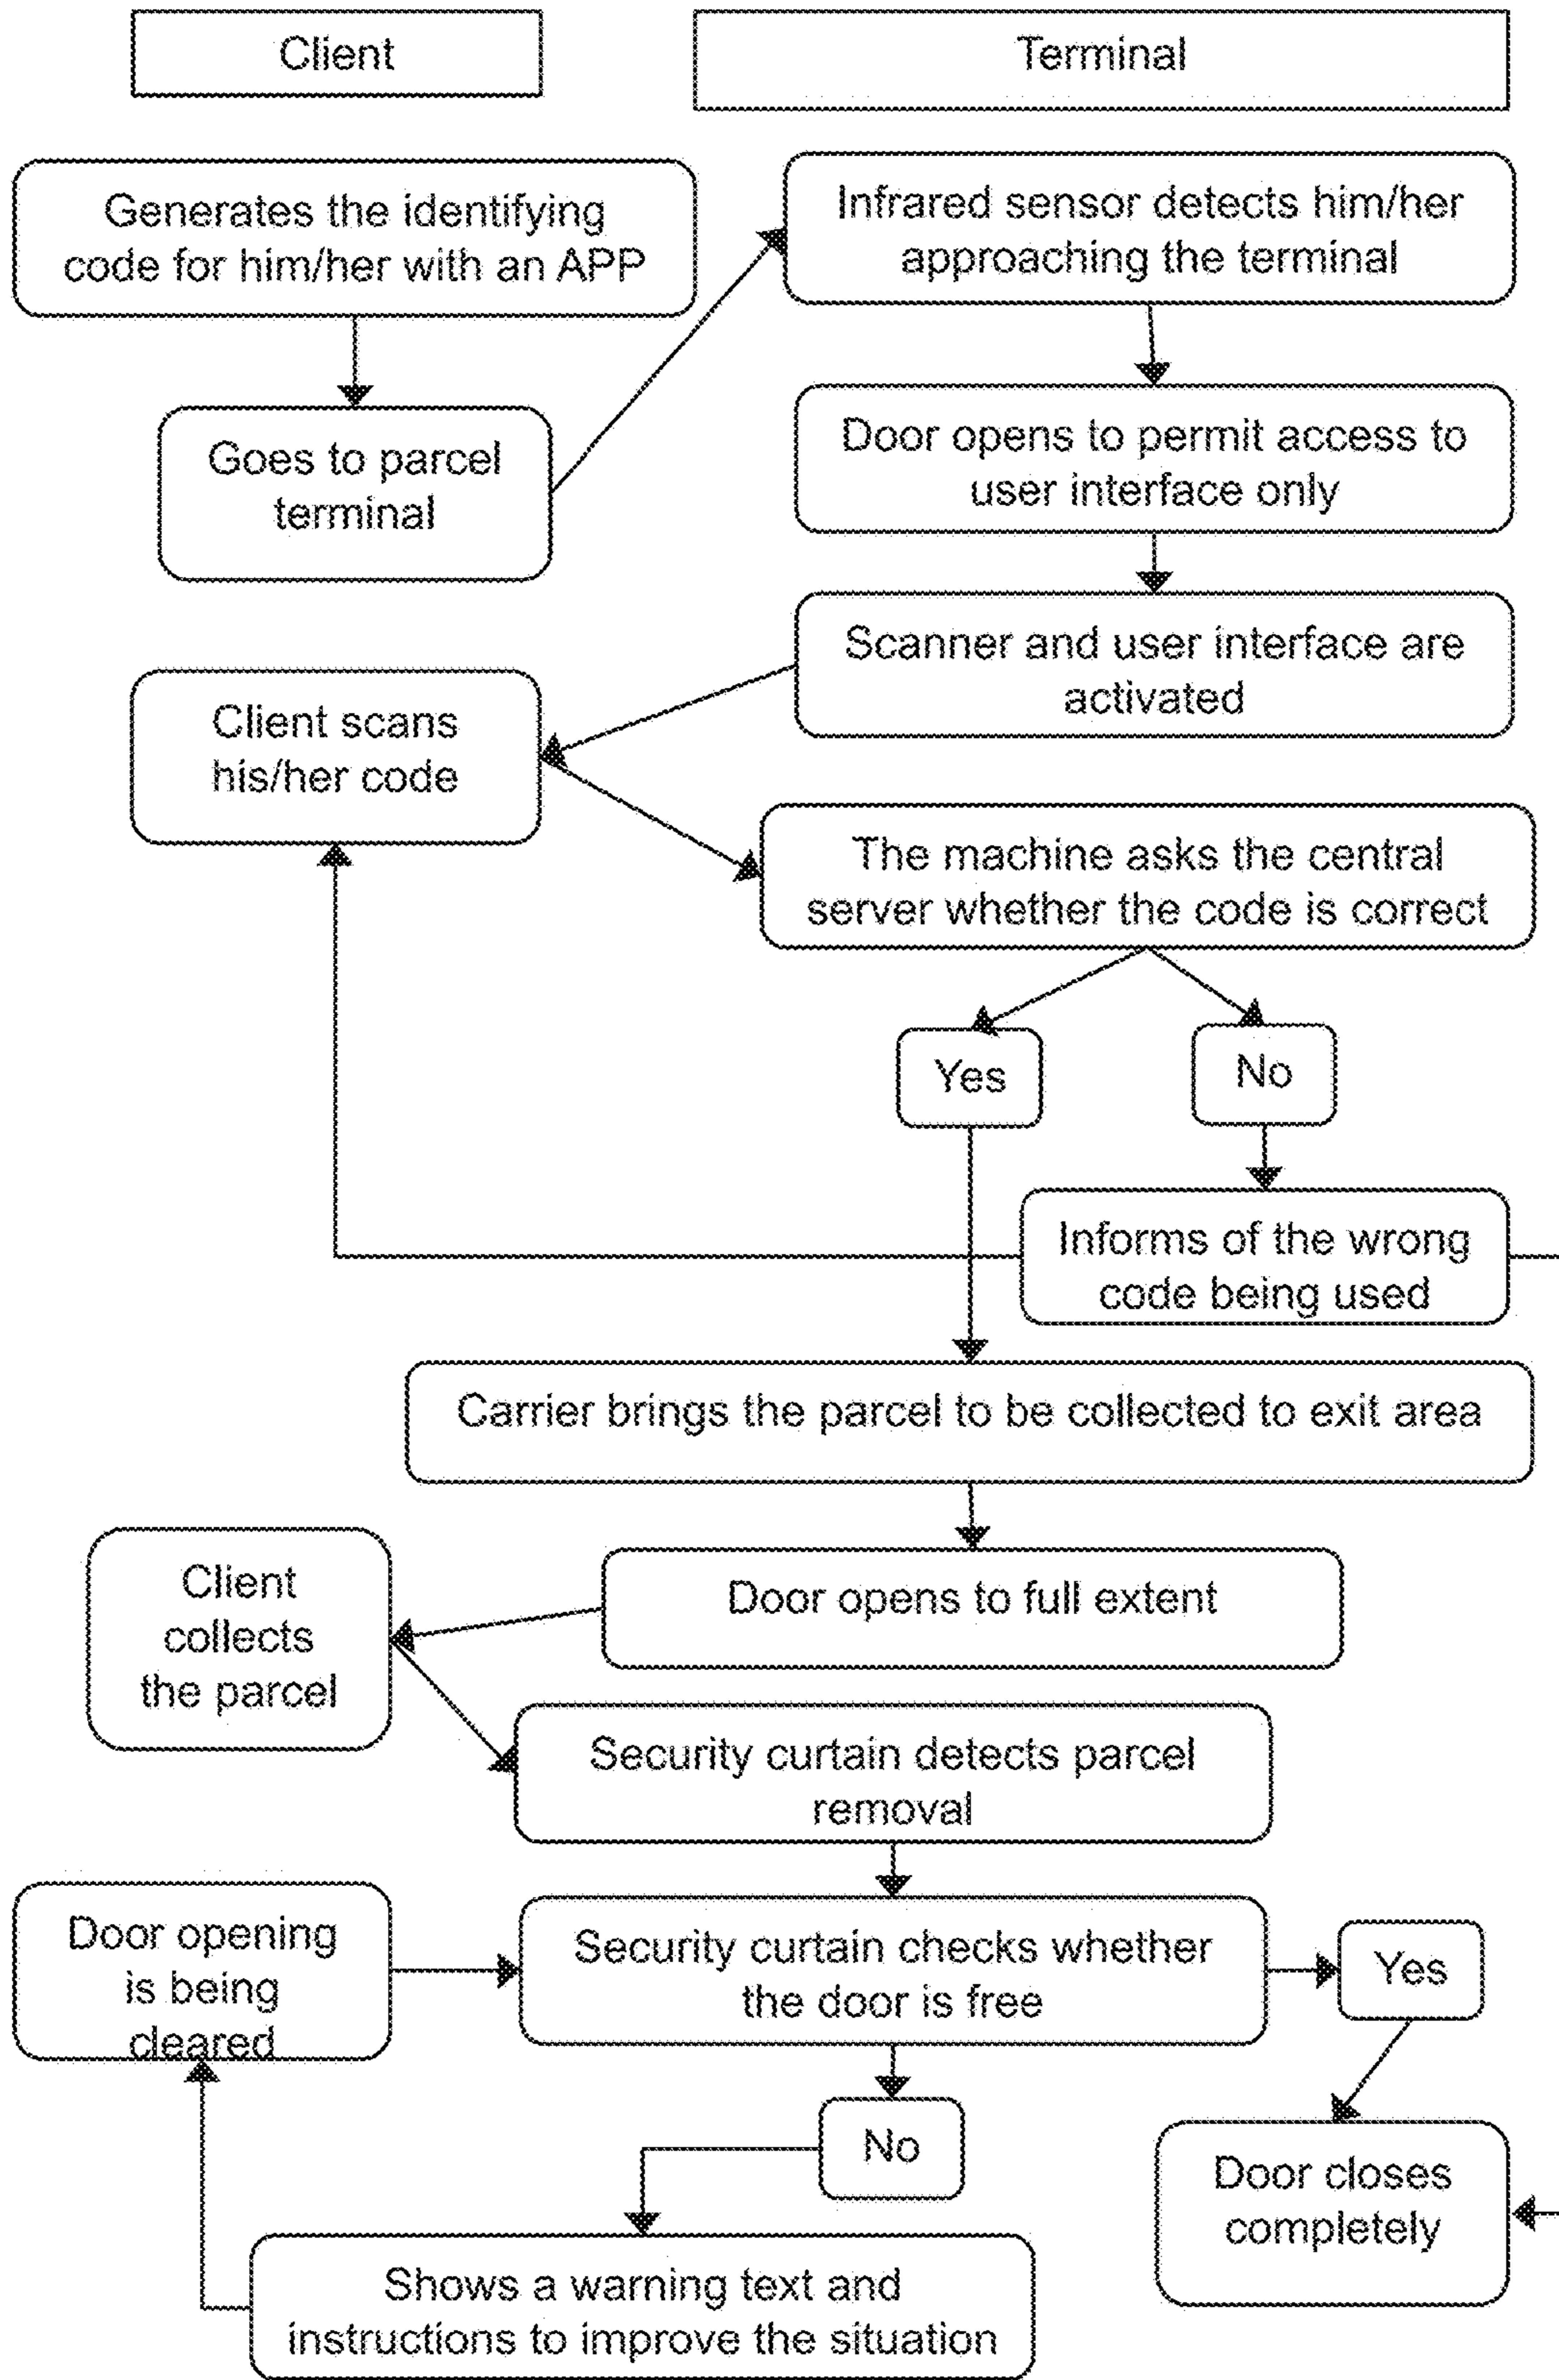 Client
Terminal
Generates the identifying
code for him/her with an APP
Infrared sensor detects him/her
approaching the terminal
Goes to parcel
terminal
Door opens to permit access to
user interface only
Scanner and user interface are
activated
Client scans
his/her code
The machine asks the central
server whether the code is correct
Yes
No
Informs of the wrong
code being used
Carrier brings the parcel to be collected to exit area
Door opens to full extent
Client
collects
the parcel
Security curtain detects parcel
removal
Door opening
is being
cleared
Security curtain checks whether
the door is free
Yes
No
Door closes
completely
Shows a warning text and
instructions to improve the situation